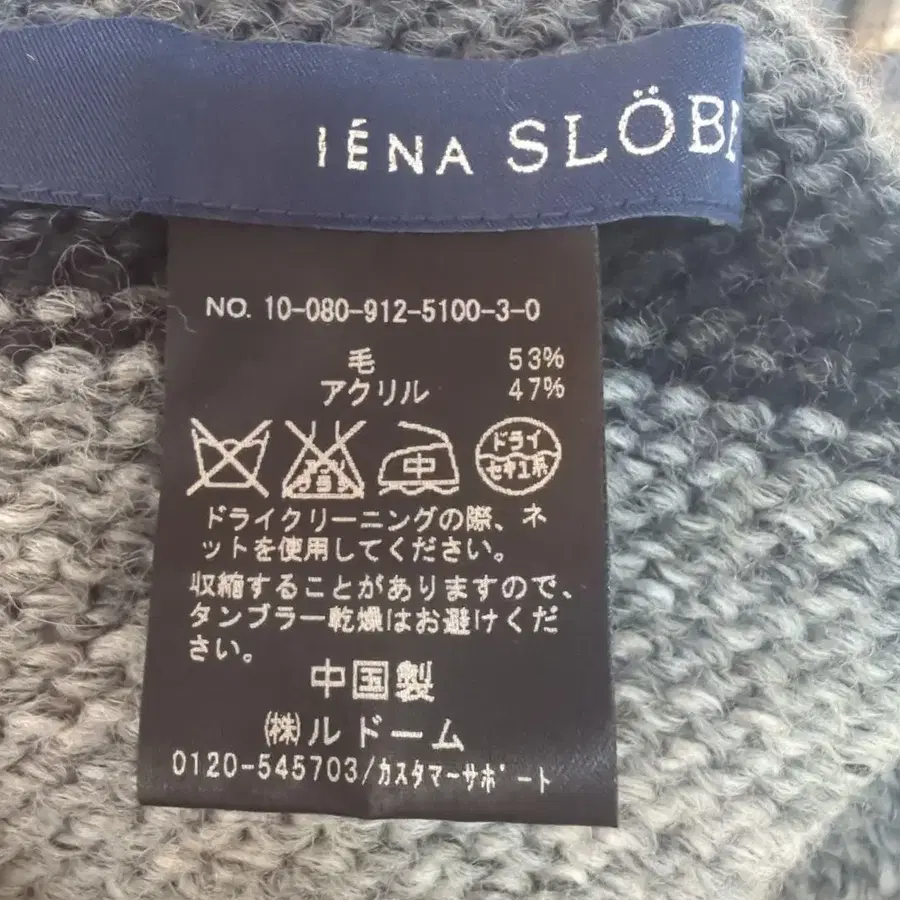 IÉNA SLÖBE
NO. 10-080-912-5100-3-0
毛 53%
アクリル 47%
中
ドライ
セキユ系
ドライクリーニングの際、ネ
ットを使用してください。
収縮することがありますので、
タンブラー乾燥はお避けくだ
さい。
中国製
㈱ルドーム
0120-545703/カスタマーサポート